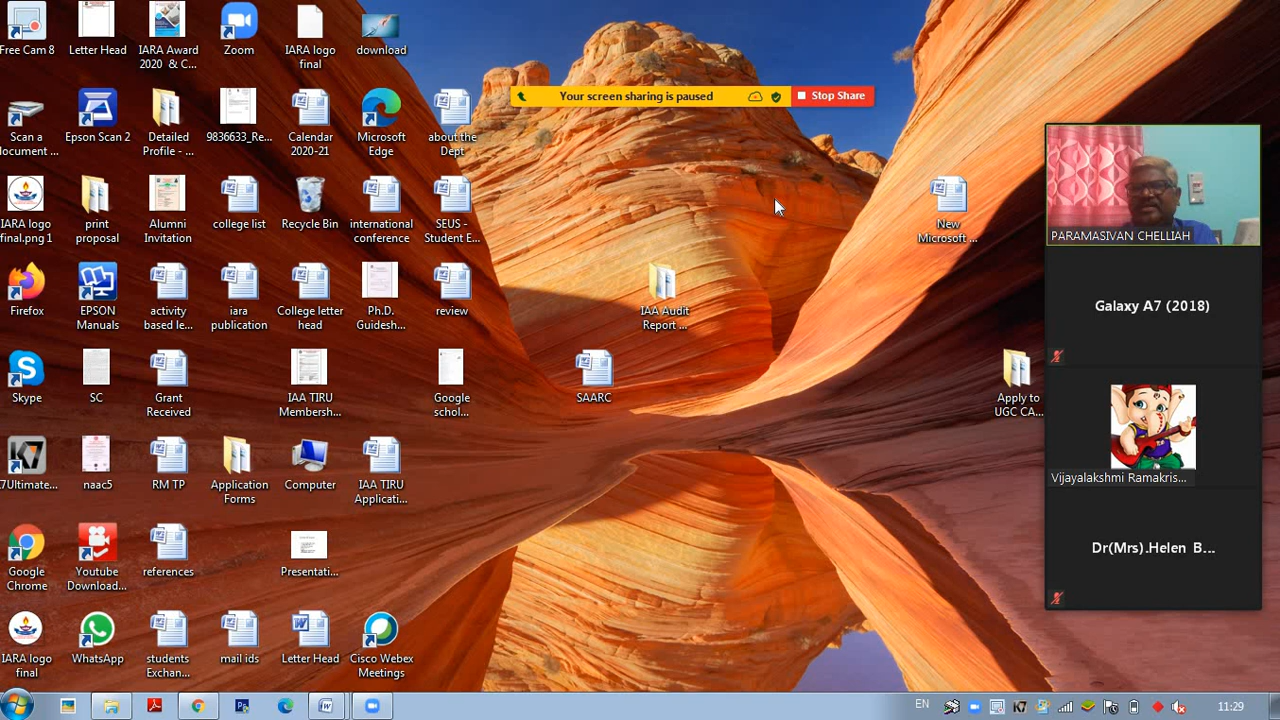 Free Cam 8
Letter Head
IARA Award
2020 & C...
Zoom
IARA logo
final
download
Your screen sharing is paused
Stop Share
Scan a
document ...
Epson Scan 2
Detailed
Profile - ...
9836633_Re...
Calendar
2020-21
Microsoft
Edge
about the
Dept
IARA logo
final.png 1
print
proposal
Alumni
Invitation
college list
Recycle Bin
international
conference
SEUS -
Student E...
New
Microsoft ...
PARAMASIVAN CHELLIAH
Firefox
EPSON
Manuals
activity
based le...
iara
publication
College letter
head
Ph.D.
Guidesh...
review
IAA Audit
Report ...
Galaxy A7 (2018)
Skype
SC
Grant
Received
IAA TIRU
Membersh...
Google
schol...
SAARC
Apply to
UGC CA...
K7
7Ultimate...
naac5
RM TP
Application
Forms
Computer
IAA TIRU
Applicati...
Vijayalakshmi Ramakris...
Google
Chrome
Youtube
Download...
references
Presentati...
Dr(Mrs).Helen B...
IARA logo
final
WhatsApp
students
Exchan...
mail ids
Letter Head
Cisco Webex
Meetings
EN
K7
11:29